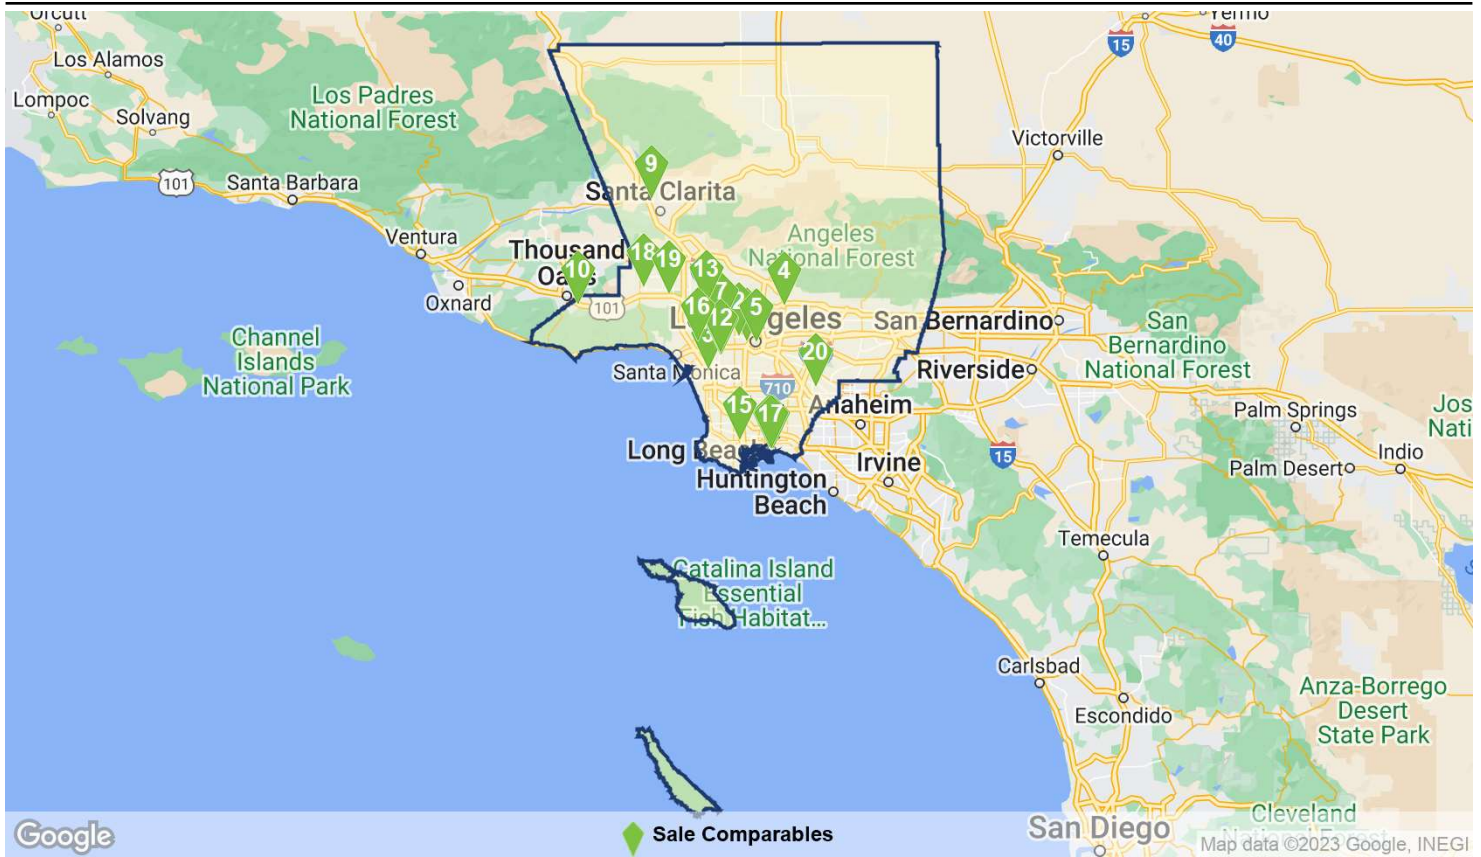 Orcutt
Yermo
15
40
Los Alamos
Lompoc
Los Padres
National Forest
Solvang
Victorville
9
101
Santa Barbara
Santa Clarita
Ventura
Thousand
Oaks
18
19
13
4
10
Angeles
National Forest
Oxnard
101
16
7
2
5
12
3
Los Angeles
San Bernardino
San
Bernardino
National Forest
Channel
Islands
National Park
20
Santa Monica
710
Riverside
15
17
Anaheim
Palm Springs
Long Beach
15
Irvine
Indio
Palm Desert
Huntington
Beach
Temecula
Catalina Island
Essential
Fish Habitat...
Carlsbad
Escondido
Anza-Borrego
Desert
State Park
Cleveland
San Diego
Google
Sale Comparables
Map data ©2023 Google, INEGI